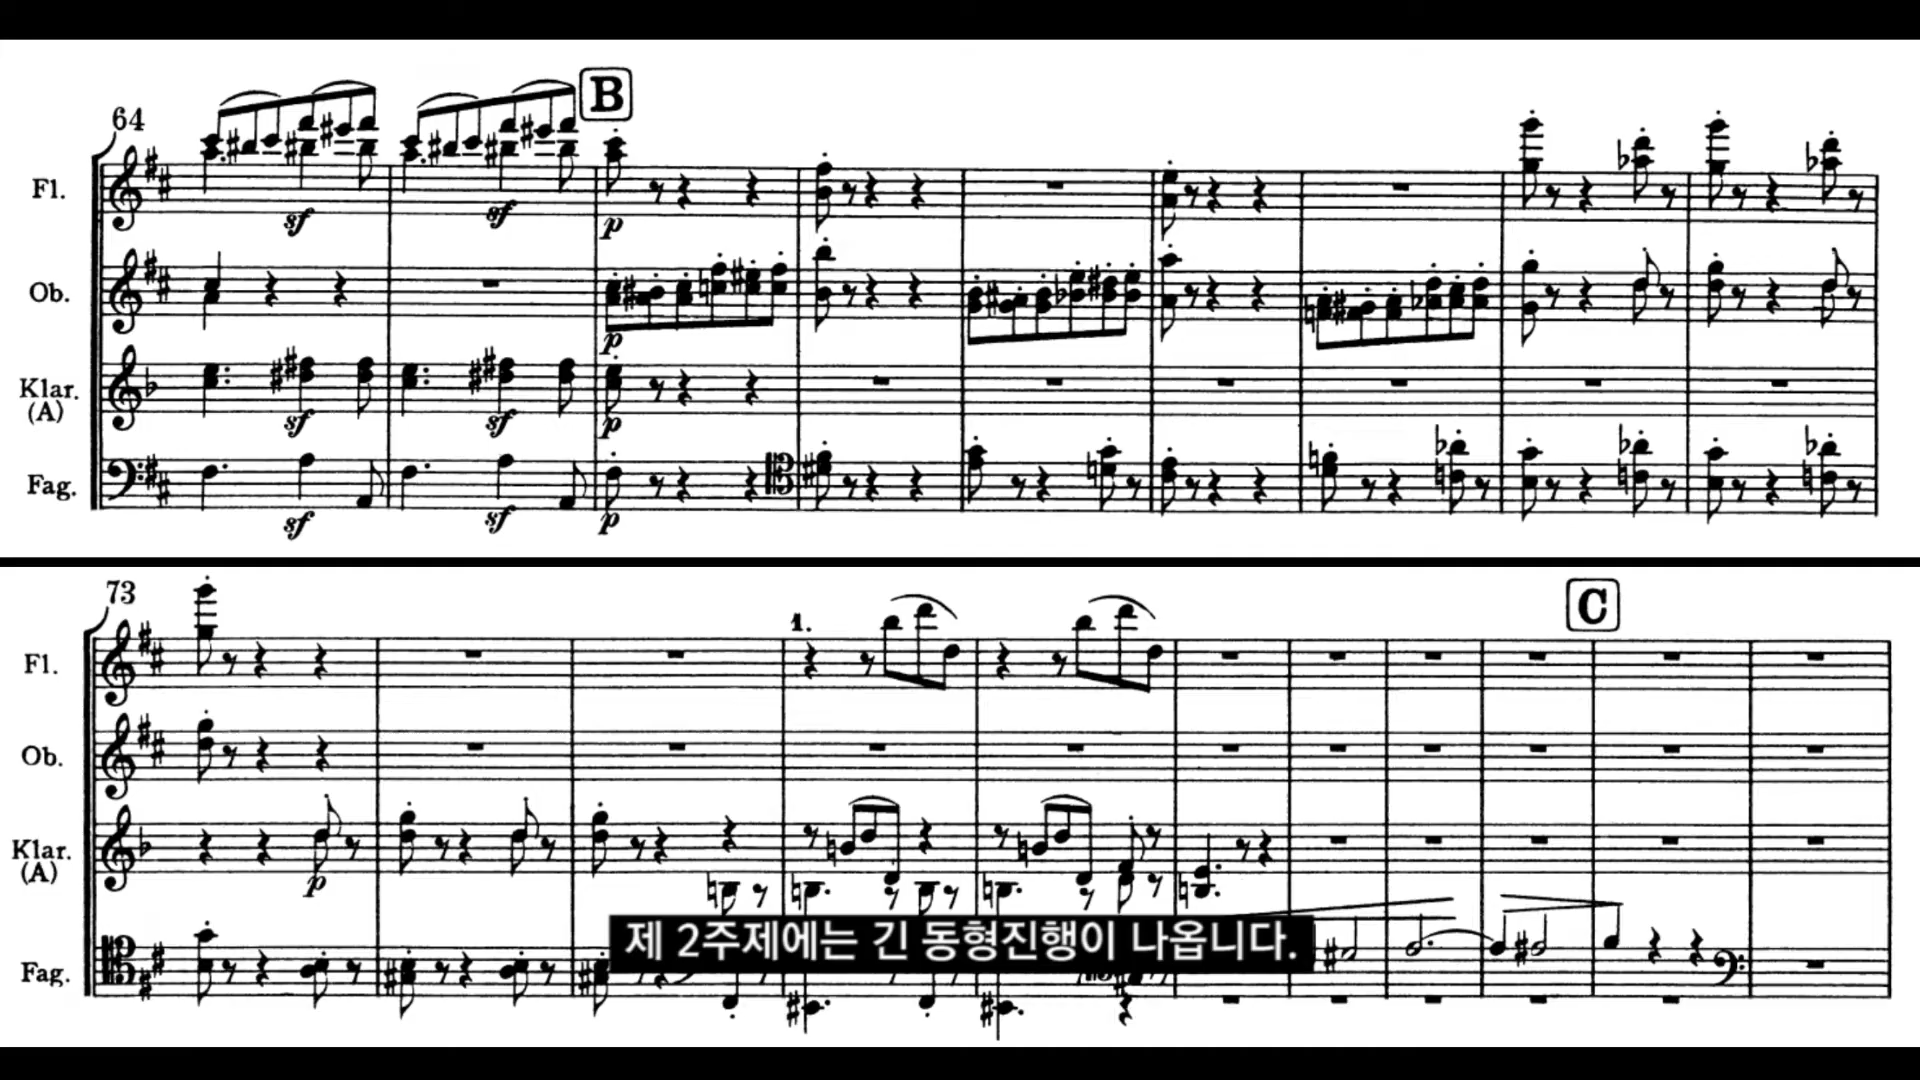 64
B
Fl.
sf
sf
p
Ob.
p
Klar.
(A)
sf
sf
p
Fag.
sf
sf
p
73
C
1.
Fl.
Ob.
Klar.
(A)
p
Fag.
제 2주제에는 긴 동형진행이 나옵니다.